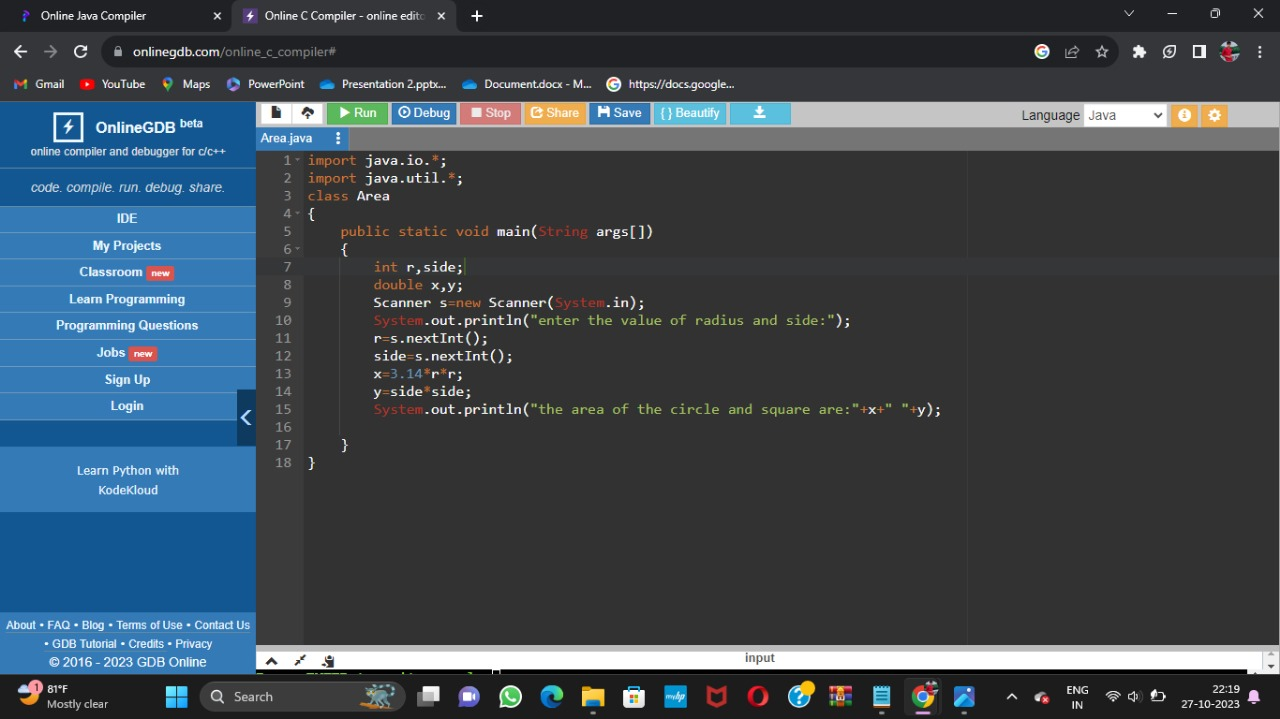 Online Java Compiler
Online C Compiler - online edito
onlinegdb.com/online_c_compiler#
Gmail
YouTube
Maps
PowerPoint
Presentation 2.pptx...
Document.docx - M...
https://docs.google...
OnlineGDB beta
online compiler and debugger for c/c++
code. compile. run. debug. share.
IDE
My Projects
Classroom new
Learn Programming
Programming Questions
Jobs new
Sign Up
Login
Learn Python with
KodeKloud
About • FAQ • Blog • Terms of Use • Contact Us
• GDB Tutorial • Credits • Privacy
© 2016 - 2023 GDB Online
Run
Debug
Stop
Share
Save
{ } Beautify
Language Java
Area.java
1 import java.io.*;
2 import java.util.*;
3 class Area
4 {
5 public static void main(String args[])
6 {
7 int r,side;
8 double x,y;
9 Scanner s=new Scanner(System.in);
10 System.out.println("enter the value of radius and side:");
11 r=s.nextInt();
12 side=s.nextInt();
13 x=3.14*r*r;
14 y=side*side;
15 System.out.println("the area of the circle and square are:"+x+" "+y);
16
17 }
18 }
input
1
81°F
Mostly clear
Search
ENG
IN
22:19
27-10-2023